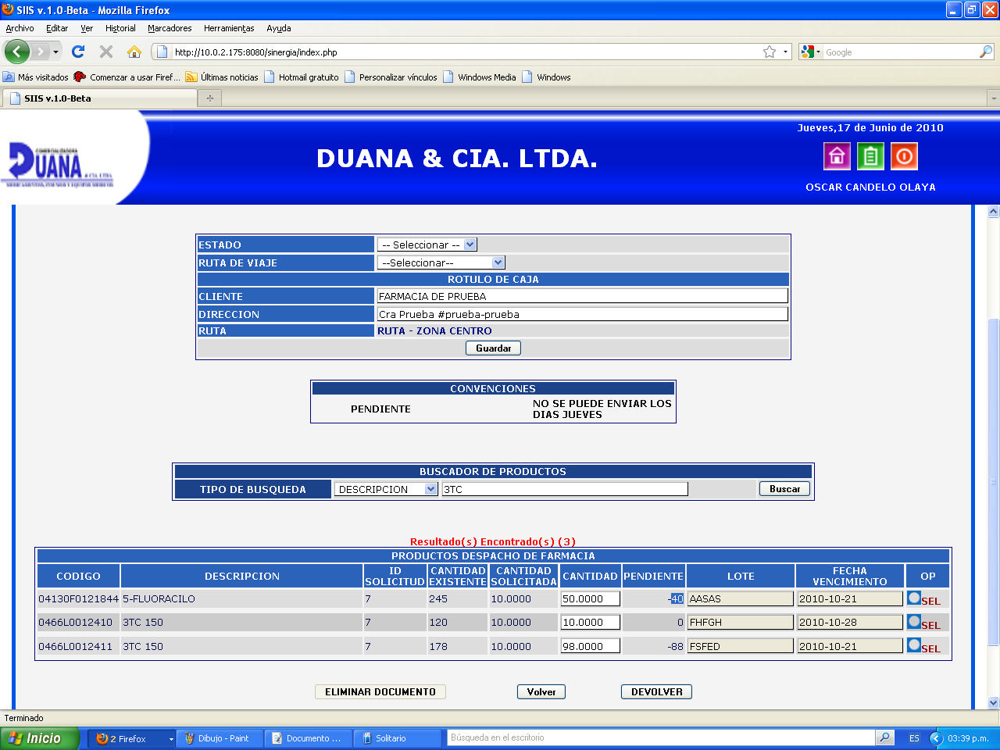 SIIS v.1.0-Beta - Mozilla Firefox
Archivo Editar Ver Historial Marcadores Herramientas Ayuda
http://10.0.2.175:8080/sinergia/index.php
Google
Más visitados Comenzar a usar Firef... Últimas noticias Hotmail gratuito Personalizar vínculos Windows Media Windows
SIIS v.1.0-Beta
Jueves,17 de Junio de 2010
COMERCIALIZADORA
DUANA & CIA. LTDA.
MEDICAMENTOS, INSUMOS Y EQUIPOS MEDICOS
DUANA & CIA. LTDA.
OSCAR CANDELO OLAYA
ESTADO -- Seleccionar --
RUTA DE VIAJE --Seleccionar--
ROTULO DE CAJA
CLIENTE FARMACIA DE PRUEBA
DIRECCION Cra Prueba #prueba-prueba
RUTA RUTA - ZONA CENTRO
Guardar
CONVENCIONES
PENDIENTE NO SE PUEDE ENVIAR LOS
DIAS JUEVES
BUSCADOR DE PRODUCTOS
TIPO DE BUSQUEDA DESCRIPCION 3TC Buscar
Resultado(s) Encontrado(s) (3)
PRODUCTOS DESPACHO DE FARMACIA
CODIGO DESCRIPCION ID SOLICITUD CANTIDAD EXISTENTE CANTIDAD SOLICITADA CANTIDAD PENDIENTE LOTE FECHA VENCIMIENTO OP
04130F0121844 5-FLUORACILO 7 245 10.0000 50.0000 -40 AASAS 2010-10-21 SEL
0466L0012410 3TC 150 7 120 10.0000 10.0000 0 FHFGH 2010-10-28 SEL
0466L0012411 3TC 150 7 178 10.0000 98.0000 -88 FSFED 2010-10-21 SEL
ELIMINAR DOCUMENTO Volver DEVOLVER
Terminado
Inicio 2 Firefox Dibujo - Paint Documento ... Solitario Búsqueda en el escritorio ES 03:39 p.m.